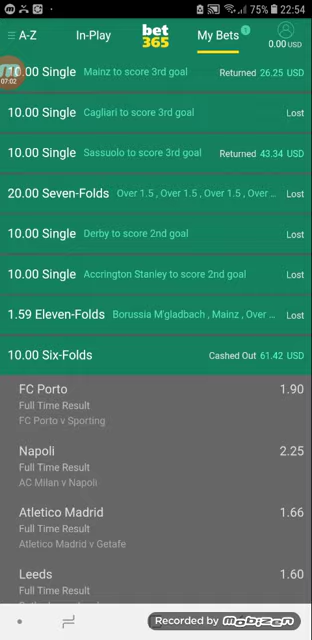 75% 22:54
A-Z In-Play bet365 My Bets 1
0.00 USD
07:02
10.00 Single Mainz to score 3rd goal Returned 26.25 USD
10.00 Single Cagliari to score 3rd goal Lost
10.00 Single Sassuolo to score 3rd goal Returned 43.34 USD
20.00 Seven-Folds Over 1.5 , Over 1.5 , Over 1.5 , Over ... Lost
10.00 Single Derby to score 2nd goal Lost
10.00 Single Accrington Stanley to score 2nd goal Lost
1.59 Eleven-Folds Borussia M'gladbach , Mainz , Over ... Lost
10.00 Six-Folds Cashed Out 61.42 USD
FC Porto 1.90
Full Time Result
FC Porto v Sporting
Napoli 2.25
Full Time Result
AC Milan v Napoli
Atletico Madrid 1.66
Full Time Result
Atletico Madrid v Getafe
Leeds 1.60
Full Time Result
Recorded by MOBIZEN